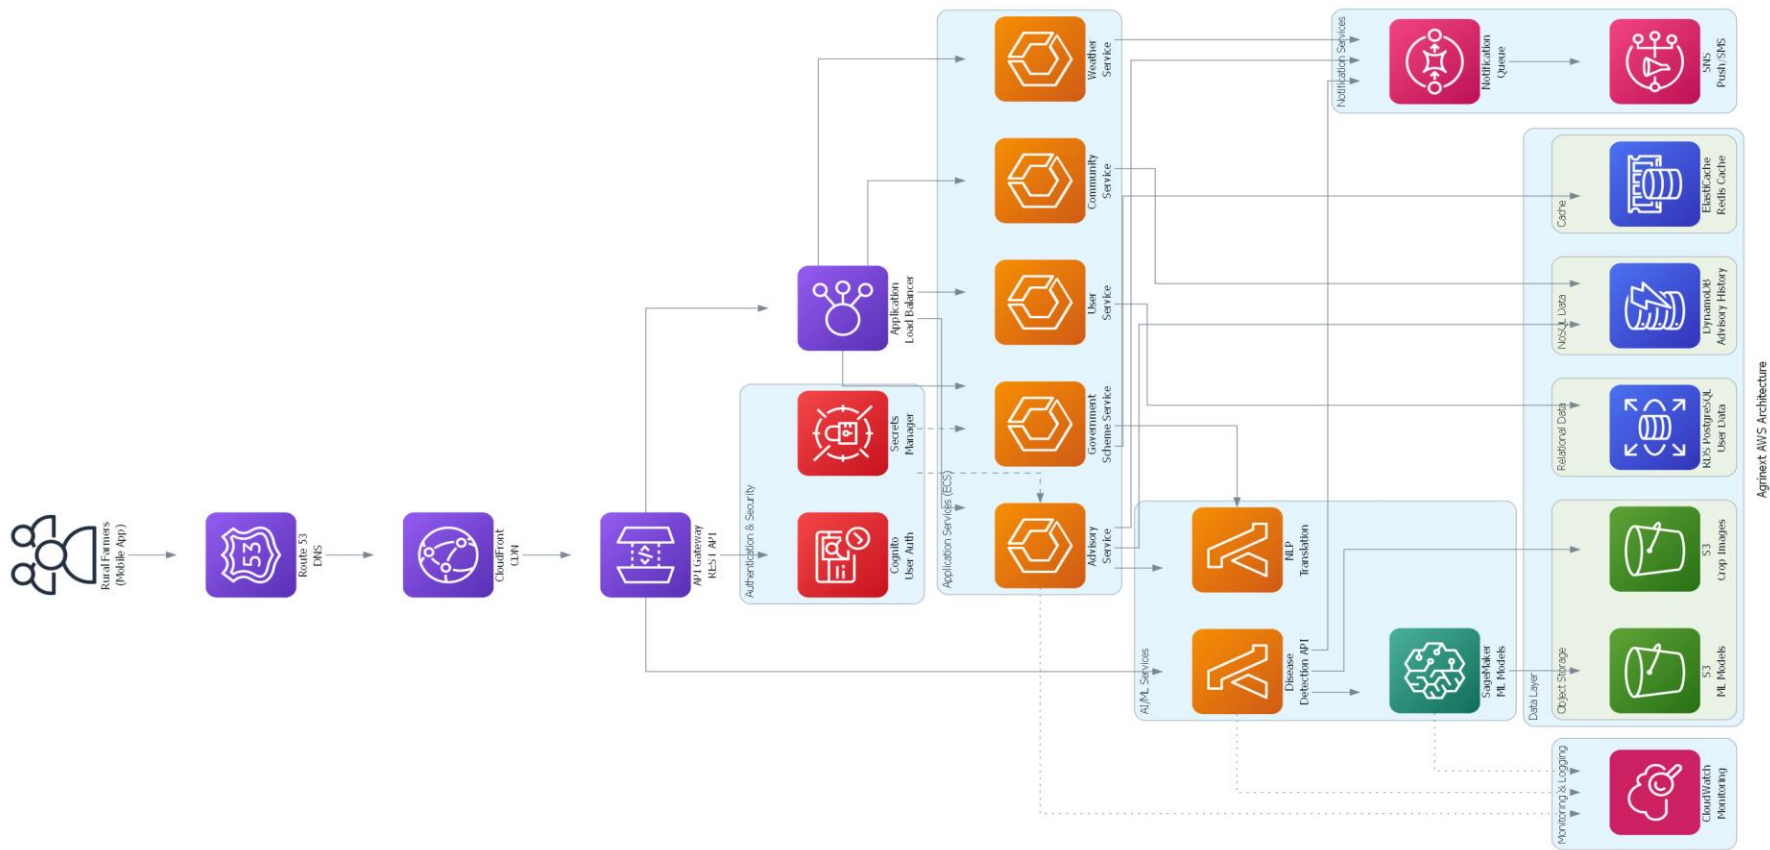 Rural Farmers
(Mobile App)
53
Route 53
DNS
CloudFront
CDN
API Gateway
REST API
Authentication & Security
Secrets
Manager
Cognito
User Auth
Application
Load Balancer
Application Services (ECS)
Weather
Service
Community
Service
User
Service
Government
Scheme Service
Advisory
Service
AI/ML Services
NLP
Translation
Disease
Detection API
SageMaker
ML Models
Notification Services
Notification
Queue
SNS
Push/SMS
Data Layer
Cache
ElastiCache
Redis Cache
NoSQL Data
DynamoDB
Advisory History
Relational Data
RDS PostgreSQL
User Data
Object Storage
S3
Crop Images
S3
ML Models
Monitoring & Logging
CloudWatch
Monitoring
Agrinext AWS Architecture